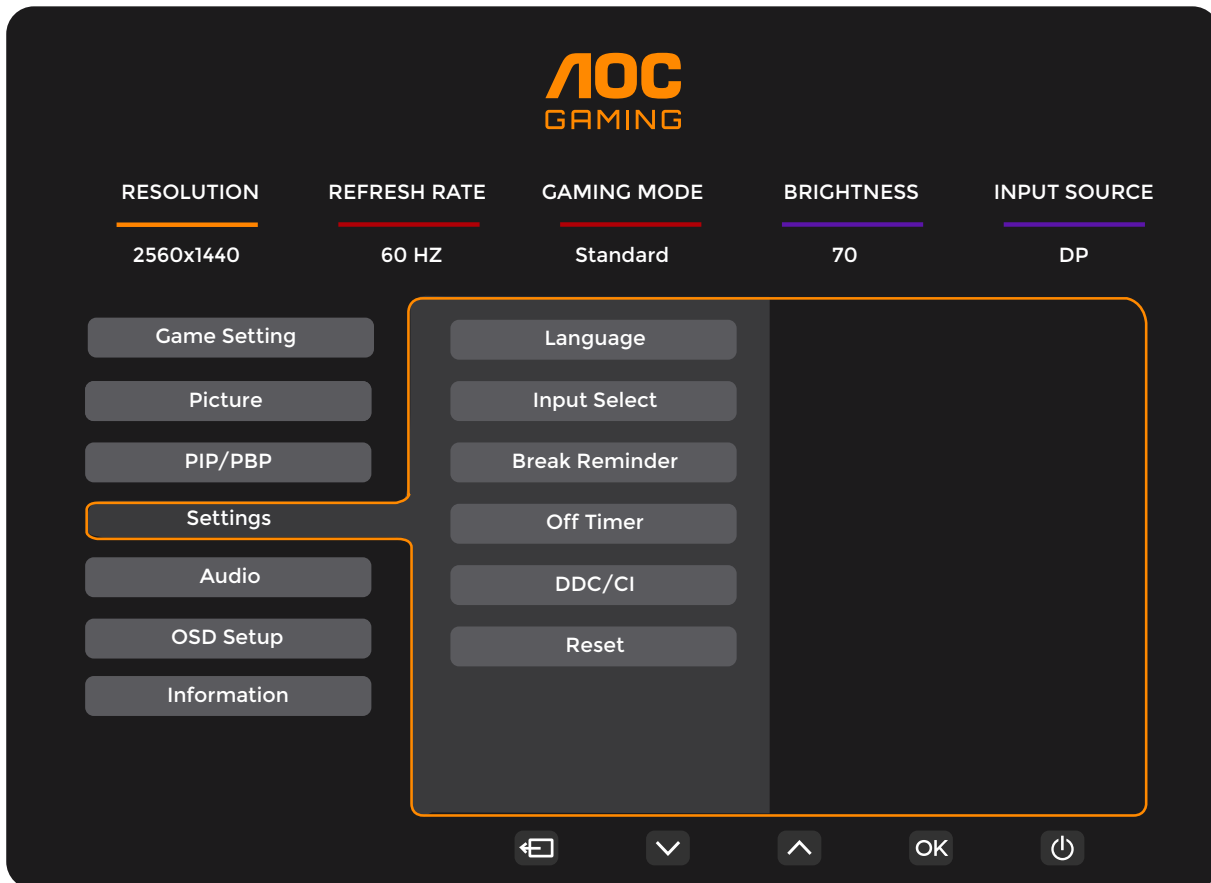 AOC
GAMING
RESOLUTION REFRESH RATE GAMING MODE BRIGHTNESS INPUT SOURCE
2560x1440 60 HZ Standard 70 DP
Game Setting
Picture
PIP/PBP
Settings
Audio
OSD Setup
Information
Language
Input Select
Break Reminder
Off Timer
DDC/CI
Reset
OK